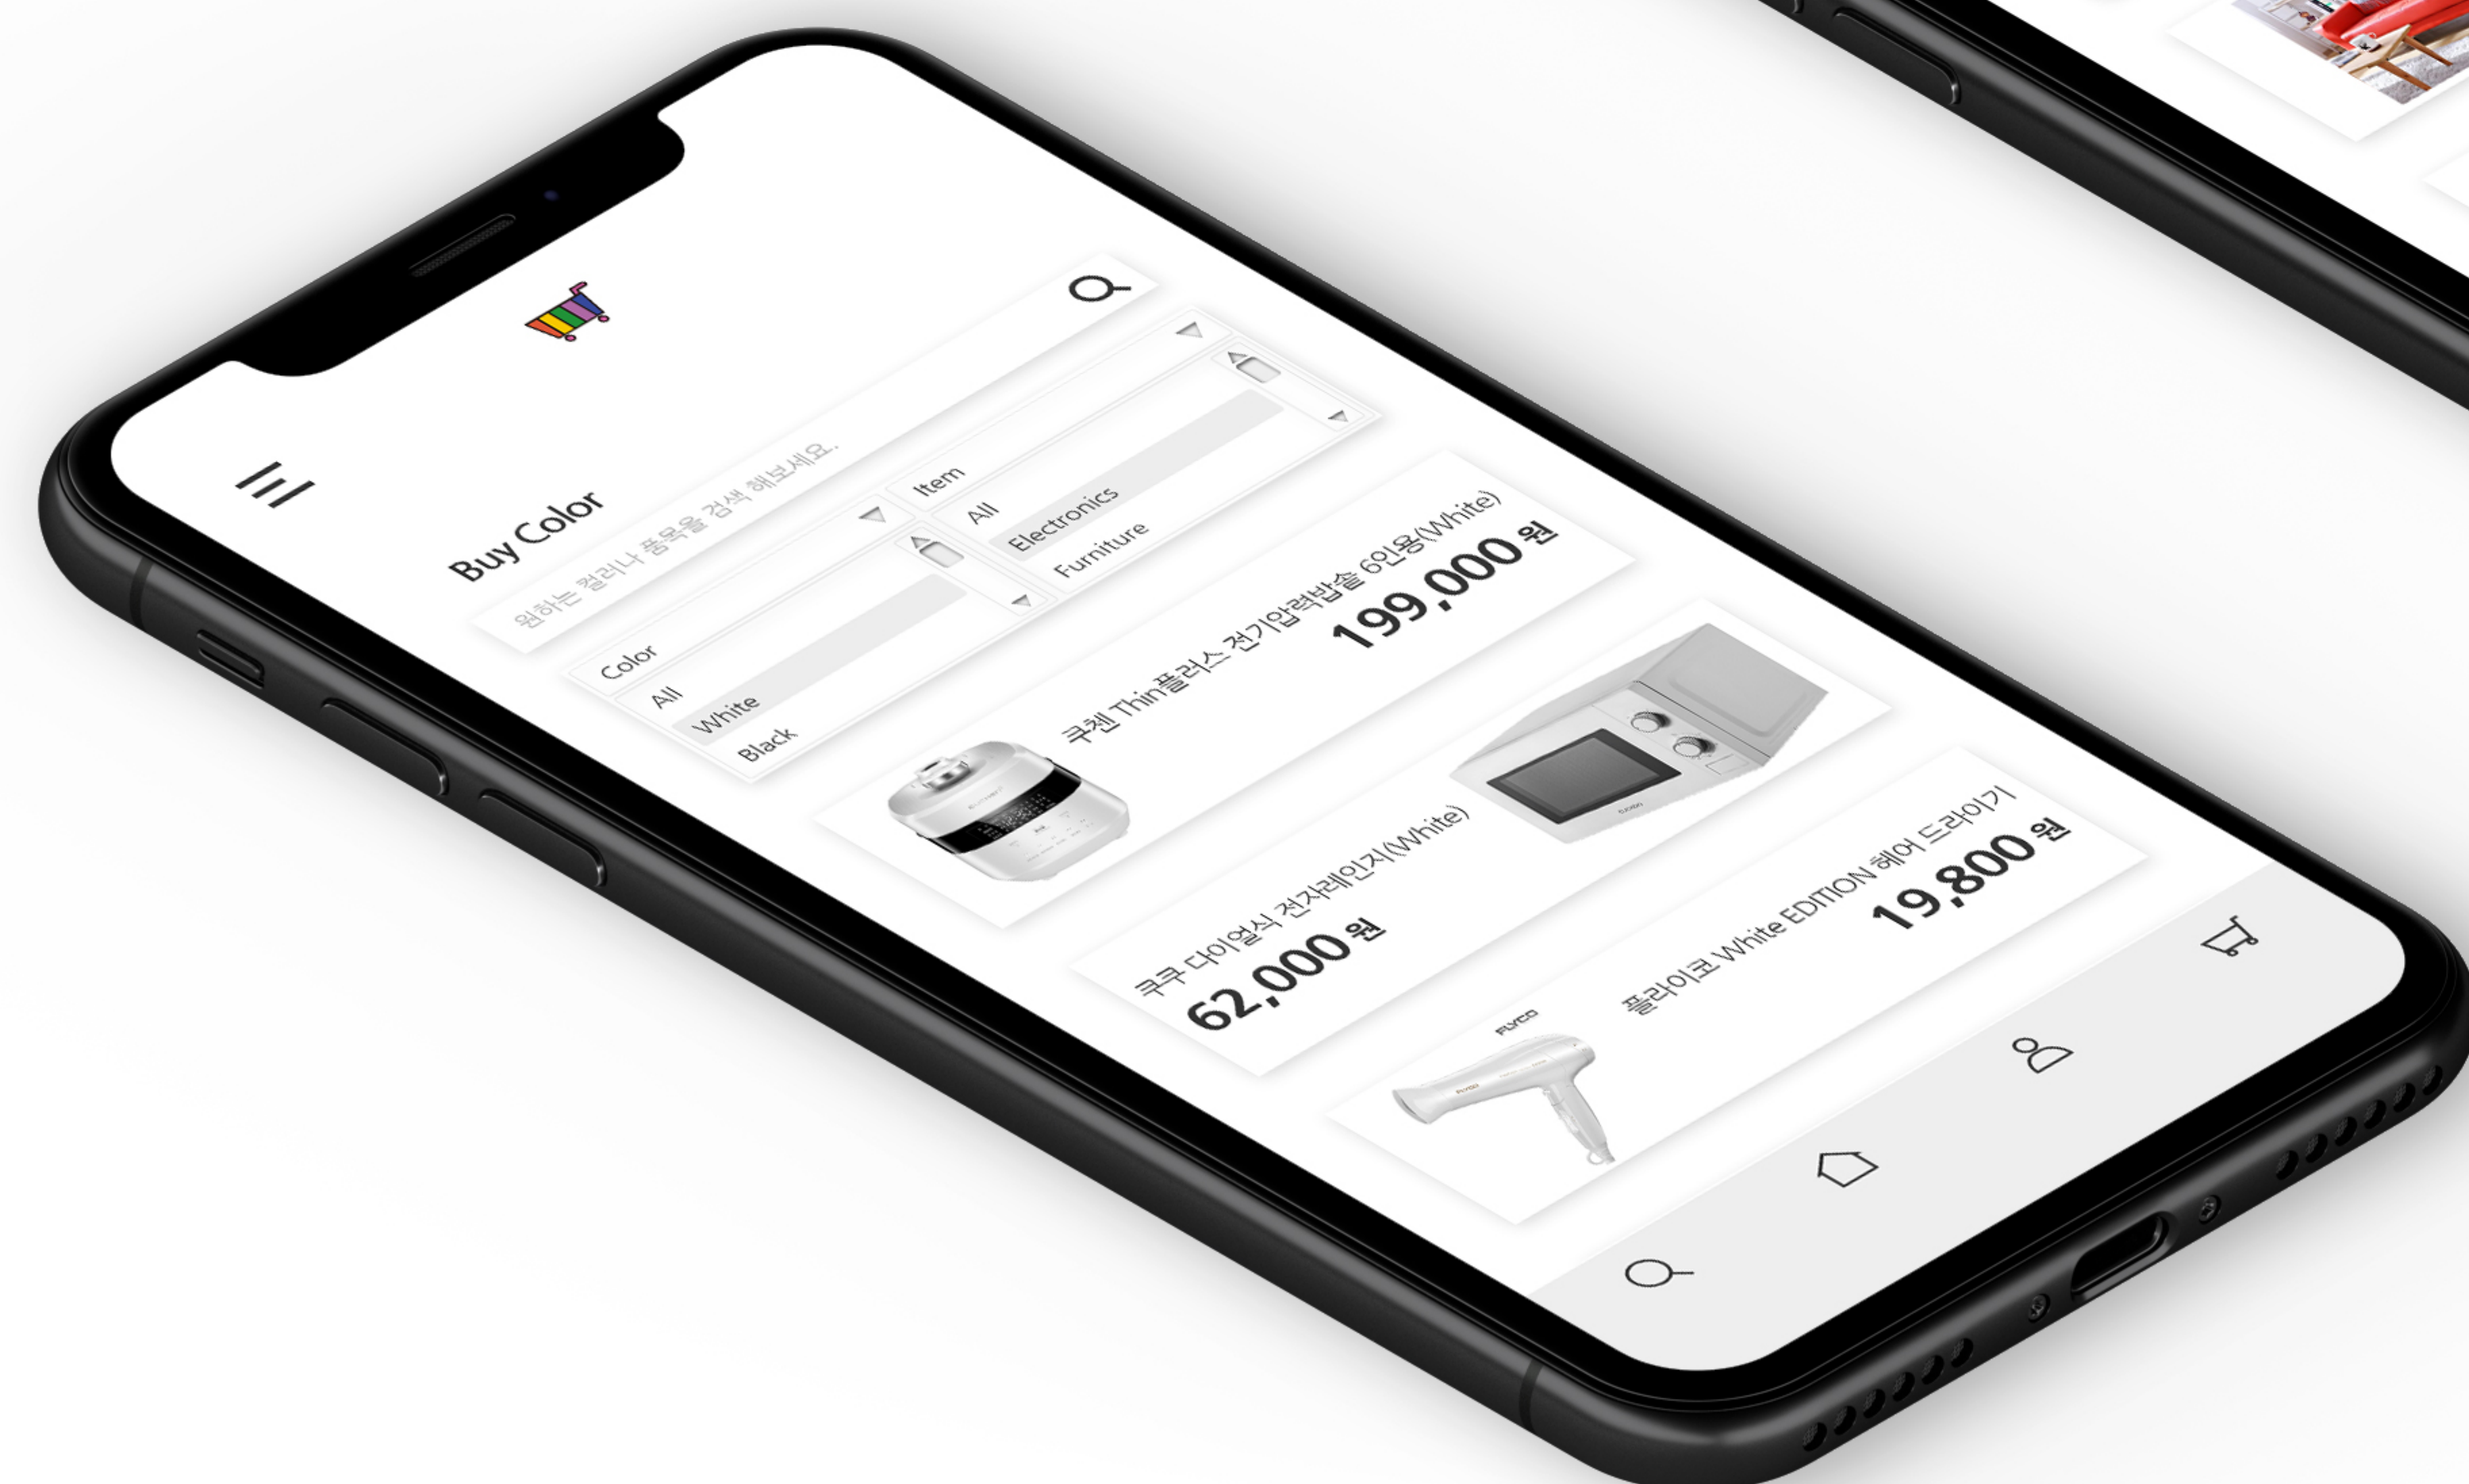 Buy Color
원하는 컬러나 품목을 검색 해보세요.
Color
All
White
Black
Item
All
Electronics
Furniture
쿠첸 Thin플러스 전기압력밥솥 6인용(White)
199,000 원
쿠쿠 다이얼식 전자레인지(White)
62,000 원
FLYCO
플라이코 White EDITION 헤어 드라이기
19,800 원